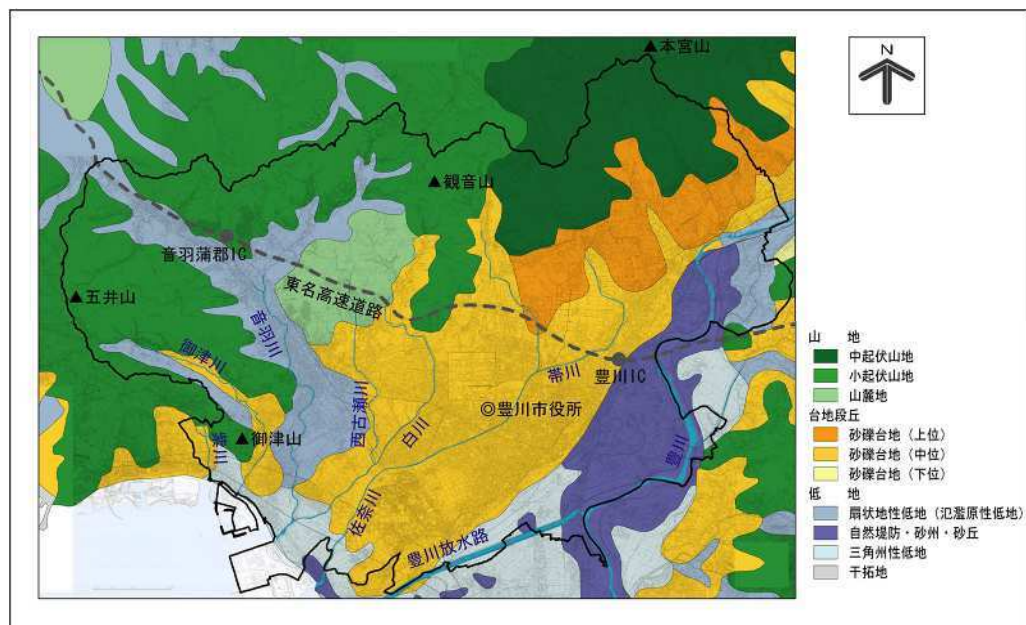 ▲本宮山
N
▲観音山
音羽蒲郡IC
▲五井山
東名高速道路
音羽川
御津川
西古瀬川
白川
帯川
豊川IC
◎豊川市役所
豊川
▲御津山
佐奈川
豊川放水路
山 地
中起伏山地
小起伏山地
山麓地
台地段丘
砂礫台地（上位）
砂礫台地（中位）
砂礫台地（下位）
低 地
扇状地性低地（氾濫原性低地）
自然堤防・砂州・砂丘
三角州性低地
干拓地